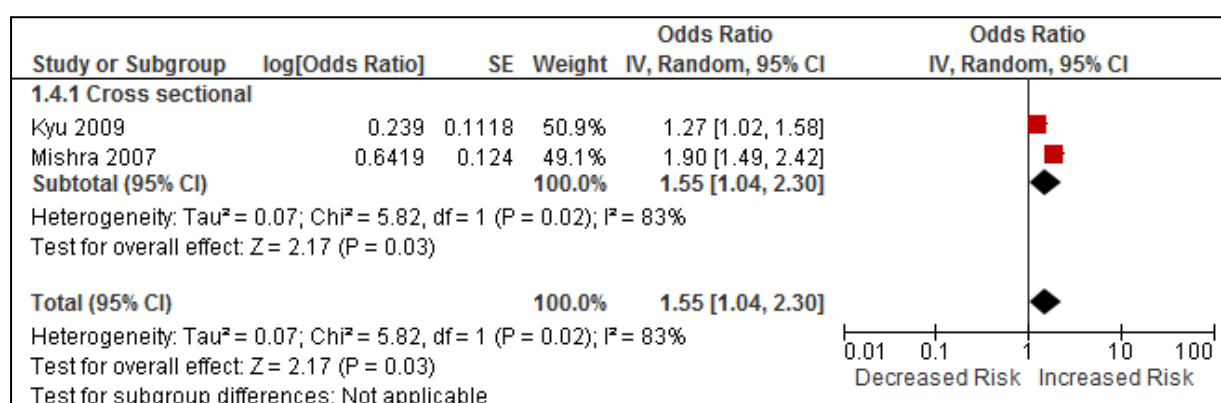 Odds Ratio Odds Ratio
Study or Subgroup log[Odds Ratio] SE Weight IV, Random, 95% CI IV, Random, 95% CI
1.4.1 Cross sectional
Kyu 2009 0.239 0.1118 50.9% 1.27 [1.02, 1.58]
Mishra 2007 0.6419 0.124 49.1% 1.90 [1.49, 2.42]
Subtotal (95% CI) 100.0% 1.55 [1.04, 2.30]
Heterogeneity: Tau² = 0.07; Chi² = 5.82, df = 1 (P = 0.02); I² = 83%
Test for overall effect: Z = 2.17 (P = 0.03)
Total (95% CI) 100.0% 1.55 [1.04, 2.30]
Heterogeneity: Tau² = 0.07; Chi² = 5.82, df = 1 (P = 0.02); I² = 83%
Test for overall effect: Z = 2.17 (P = 0.03)
Test for subgroup differences: Not applicable
0.01 0.1 1 10 100
Decreased Risk Increased Risk